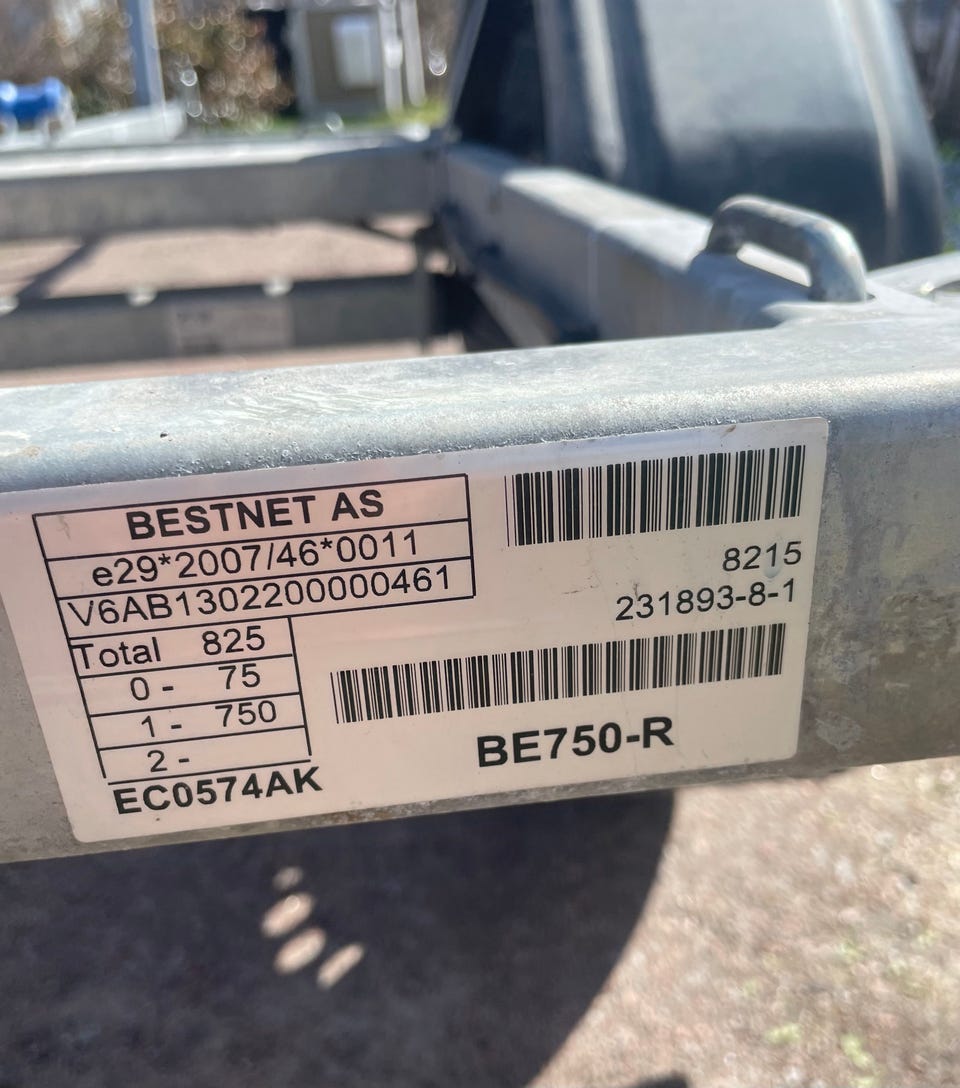 BESTNET AS
e29*2007/46*0011
V6AB1302200000461
Total 825
0 - 75
1 - 750
2 -
EC0574AK
8215
231893-8-1
BE750-R